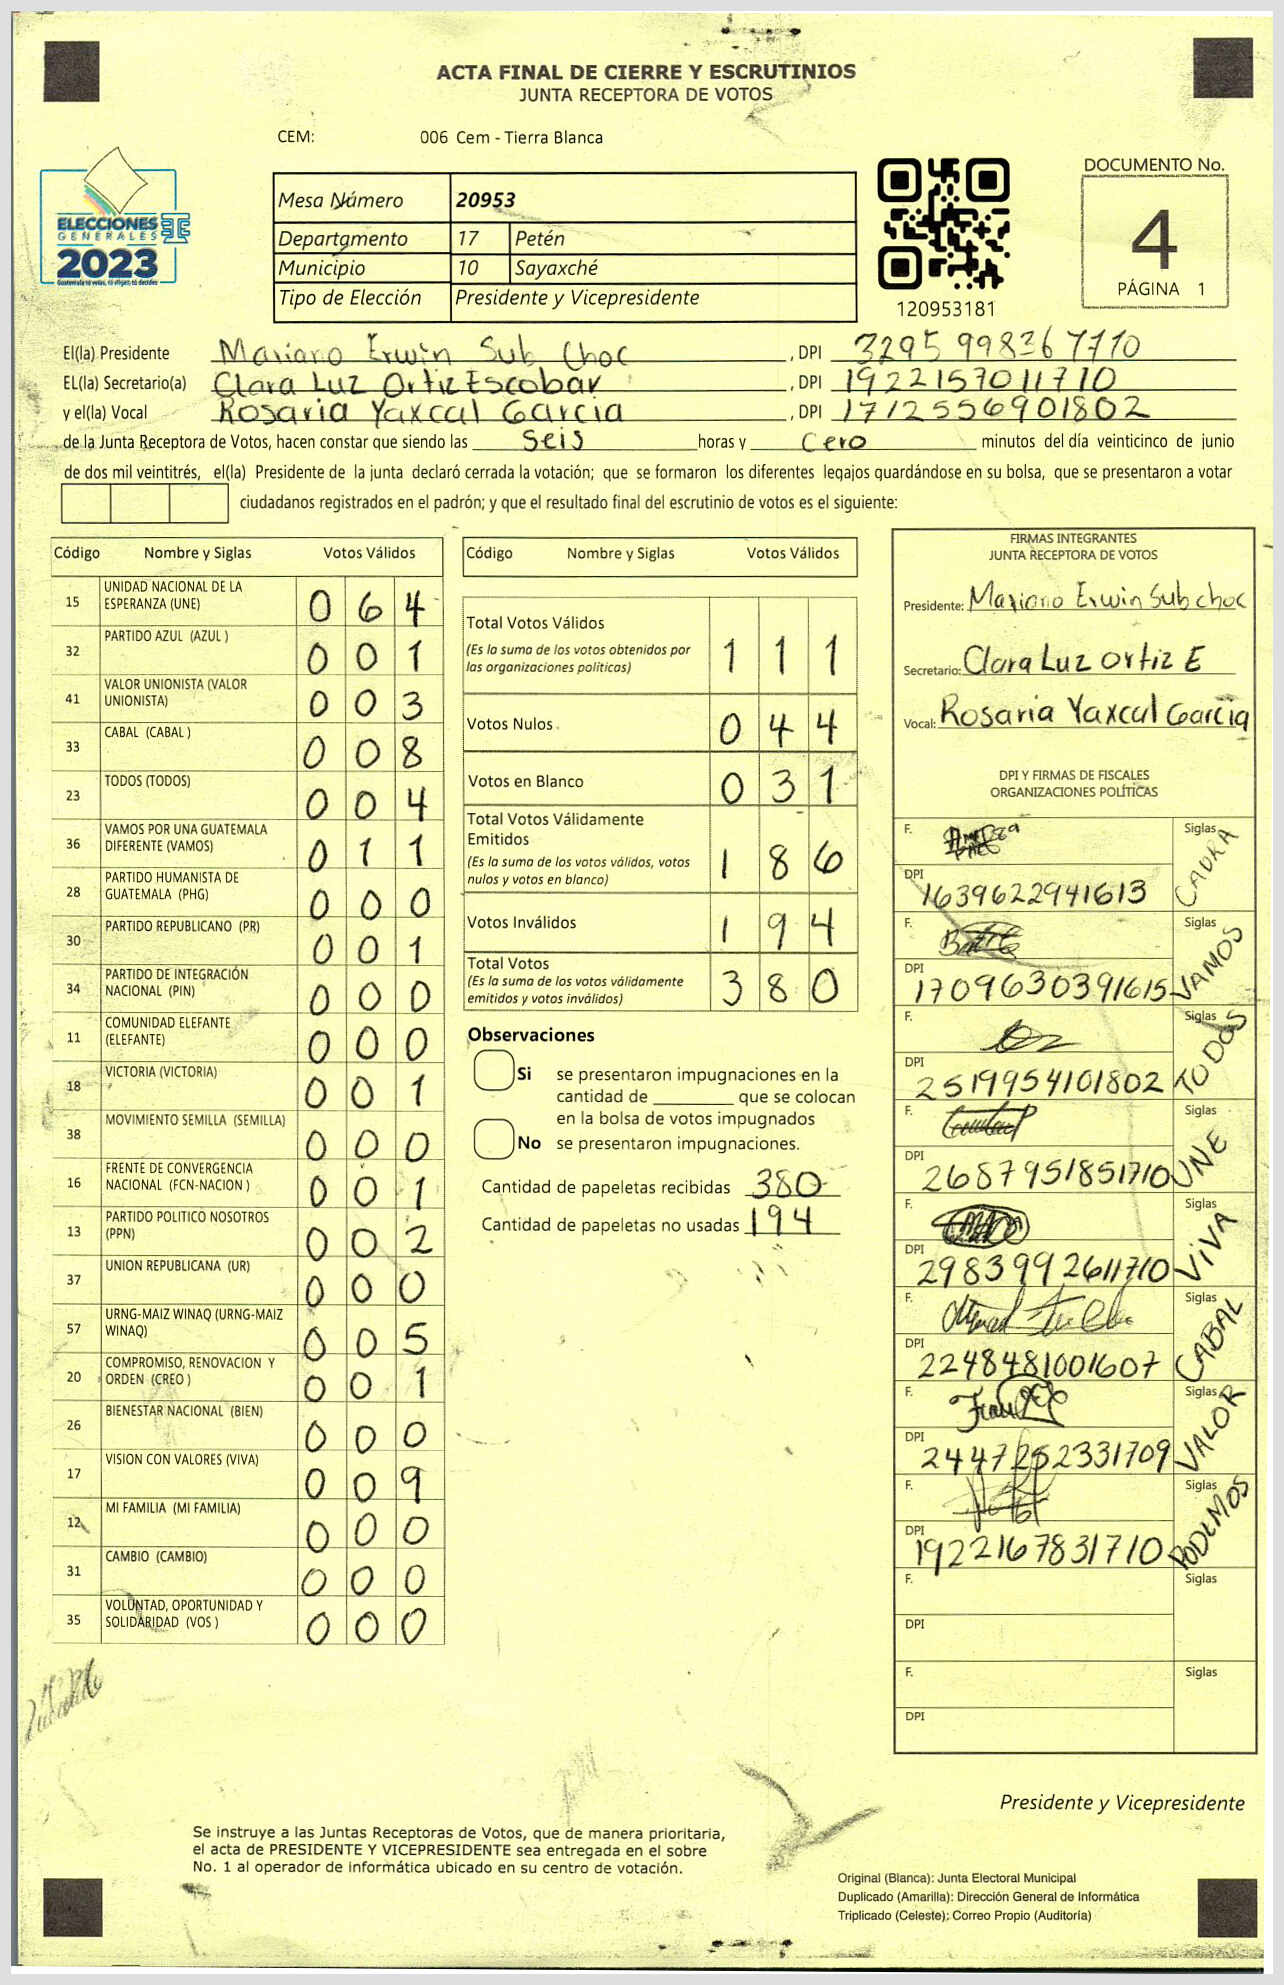 ACTA FINAL DE CIERRE Y ESCRUTINIOS
JUNTA RECEPTORA DE VOTOS
CEM: 006 Cem - Tierra Blanca
ELECCIONES
GENERALES
2023
Guatemala tú votas, tú eliges, tú decides
Mesa Número 20953
Departamento 17 Petén
Municipio 10 Sayaxché
Tipo de Elección Presidente y Vicepresidente
120953181
DOCUMENTO No.
4
PÁGINA 1
El(la) Presidente Mariano Erwin Sub Choc , DPI 3295 99836 7710
EL(la) Secretario(a) Clara Luz Ortiz Escobar , DPI 1922157011710
y el(la) Vocal Rosaria Yaxcal Garcia , DPI 1712556901802
de la Junta Receptora de Votos, hacen constar que siendo las seis horas y Cero minutos del día veinticinco de junio
de dos mil veintitrés, el(la) Presidente de la junta declaró cerrada la votación; que se formaron los diferentes legajos guardándose en su bolsa, que se presentaron a votar
ciudadanos registrados en el padrón; y que el resultado final del escrutinio de votos es el siguiente:
Código Nombre y Siglas Votos Válidos
15 UNIDAD NACIONAL DE LA ESPERANZA (UNE) 0 6 4
32 PARTIDO AZUL (AZUL ) 0 0 1
41 VALOR UNIONISTA (VALOR UNIONISTA) 0 0 3
33 CABAL (CABAL ) 0 0 8
23 TODOS (TODOS) 0 0 4
36 VAMOS POR UNA GUATEMALA DIFERENTE (VAMOS) 0 1 1
28 PARTIDO HUMANISTA DE GUATEMALA (PHG) 0 0 0
30 PARTIDO REPUBLICANO (PR) 0 0 1
34 PARTIDO DE INTEGRACIÓN NACIONAL (PIN) 0 0 0
11 COMUNIDAD ELEFANTE (ELEFANTE) 0 0 0
18 VICTORIA (VICTORIA) 0 0 1
38 MOVIMIENTO SEMILLA (SEMILLA) 0 0 0
16 FRENTE DE CONVERGENCIA NACIONAL (FCN-NACION ) 0 0 1
13 PARTIDO POLITICO NOSOTROS (PPN) 0 0 2
37 UNION REPUBLICANA (UR) 0 0 0
57 URNG-MAIZ WINAQ (URNG-MAIZ WINAQ) 0 0 5
20 COMPROMISO, RENOVACION Y ORDEN (CREO ) 0 0 1
26 BIENESTAR NACIONAL (BIEN) 0 0 0
17 VISION CON VALORES (VIVA) 0 0 9
12 MI FAMILIA (MI FAMILIA) 0 0 0
31 CAMBIO (CAMBIO) 0 0 0
35 VOLUNTAD, OPORTUNIDAD Y SOLIDARIDAD (VOS ) 0 0 0
Código Nombre y Siglas Votos Válidos
Total Votos Válidos 1 1 1
(Es la suma de los votos obtenidos por
las organizaciones políticas)
Votos Nulos 0 4 4
Votos en Blanco 0 3 1
Total Votos Válidamente
Emitidos 1 8 6
(Es la suma de los votos válidos, votos
nulos y votos en blanco)
Votos Inválidos 1 9 4
Total Votos 3 8 0
(Es la suma de los votos válidamente
emitidos y votos inválidos)
Observaciones
Si se presentaron impugnaciones en la
cantidad de ________ que se colocan
en la bolsa de votos impugnados
No se presentaron impugnaciones.
Cantidad de papeletas recibidas 380
Cantidad de papeletas no usadas 194
FIRMAS INTEGRANTES
JUNTA RECEPTORA DE VOTOS
Presidente: Mariano Erwin Sub choc
Secretario: Clara Luz Ortiz E
Vocal: Rosaria Yaxcal Garcia
DPI Y FIRMAS DE FISCALES
ORGANIZACIONES POLÍTICAS
F. Siglas
DPI 1639622941613
F. Siglas VAMOS
DPI 1709630391615
F. Siglas TODOS
DPI 2519954101802
F. Siglas UNE
DPI 2687951851710
F. Siglas VIVA
DPI 2983992611710
F. Siglas CABAL
DPI 2248481001607
F. Siglas VALOR
DPI 2447252331709
F. Siglas PODEMOS
DPI 1922167831710
F. Siglas
DPI
F. Siglas
DPI
Presidente y Vicepresidente
Se instruye a las Juntas Receptoras de Votos, que de manera prioritaria,
el acta de PRESIDENTE Y VICEPRESIDENTE sea entregada en el sobre
No. 1 al operador de informática ubicado en su centro de votación.
Original (Blanca): Junta Electoral Municipal
Duplicado (Amarilla): Dirección General de Informática
Triplicado (Celeste): Correo Propio (Auditoría)